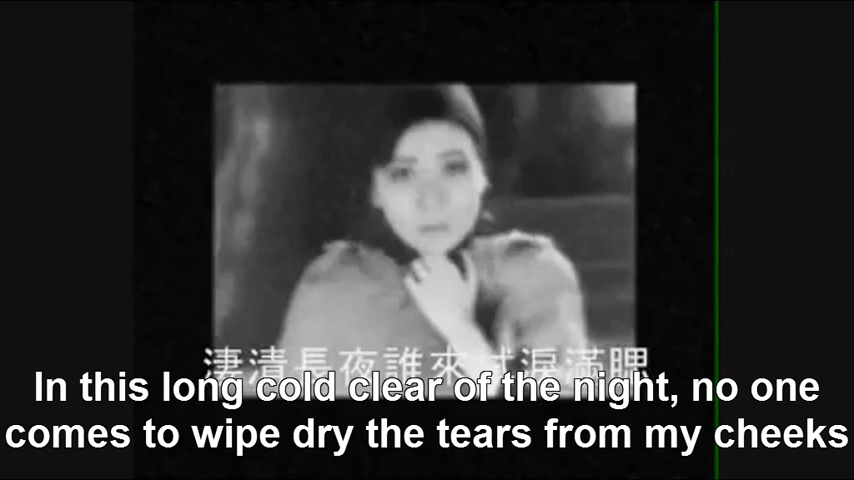 淒清長夜誰來拭淚滿腮
In this long cold clear of the night, no one
comes to wipe dry the tears from my cheeks